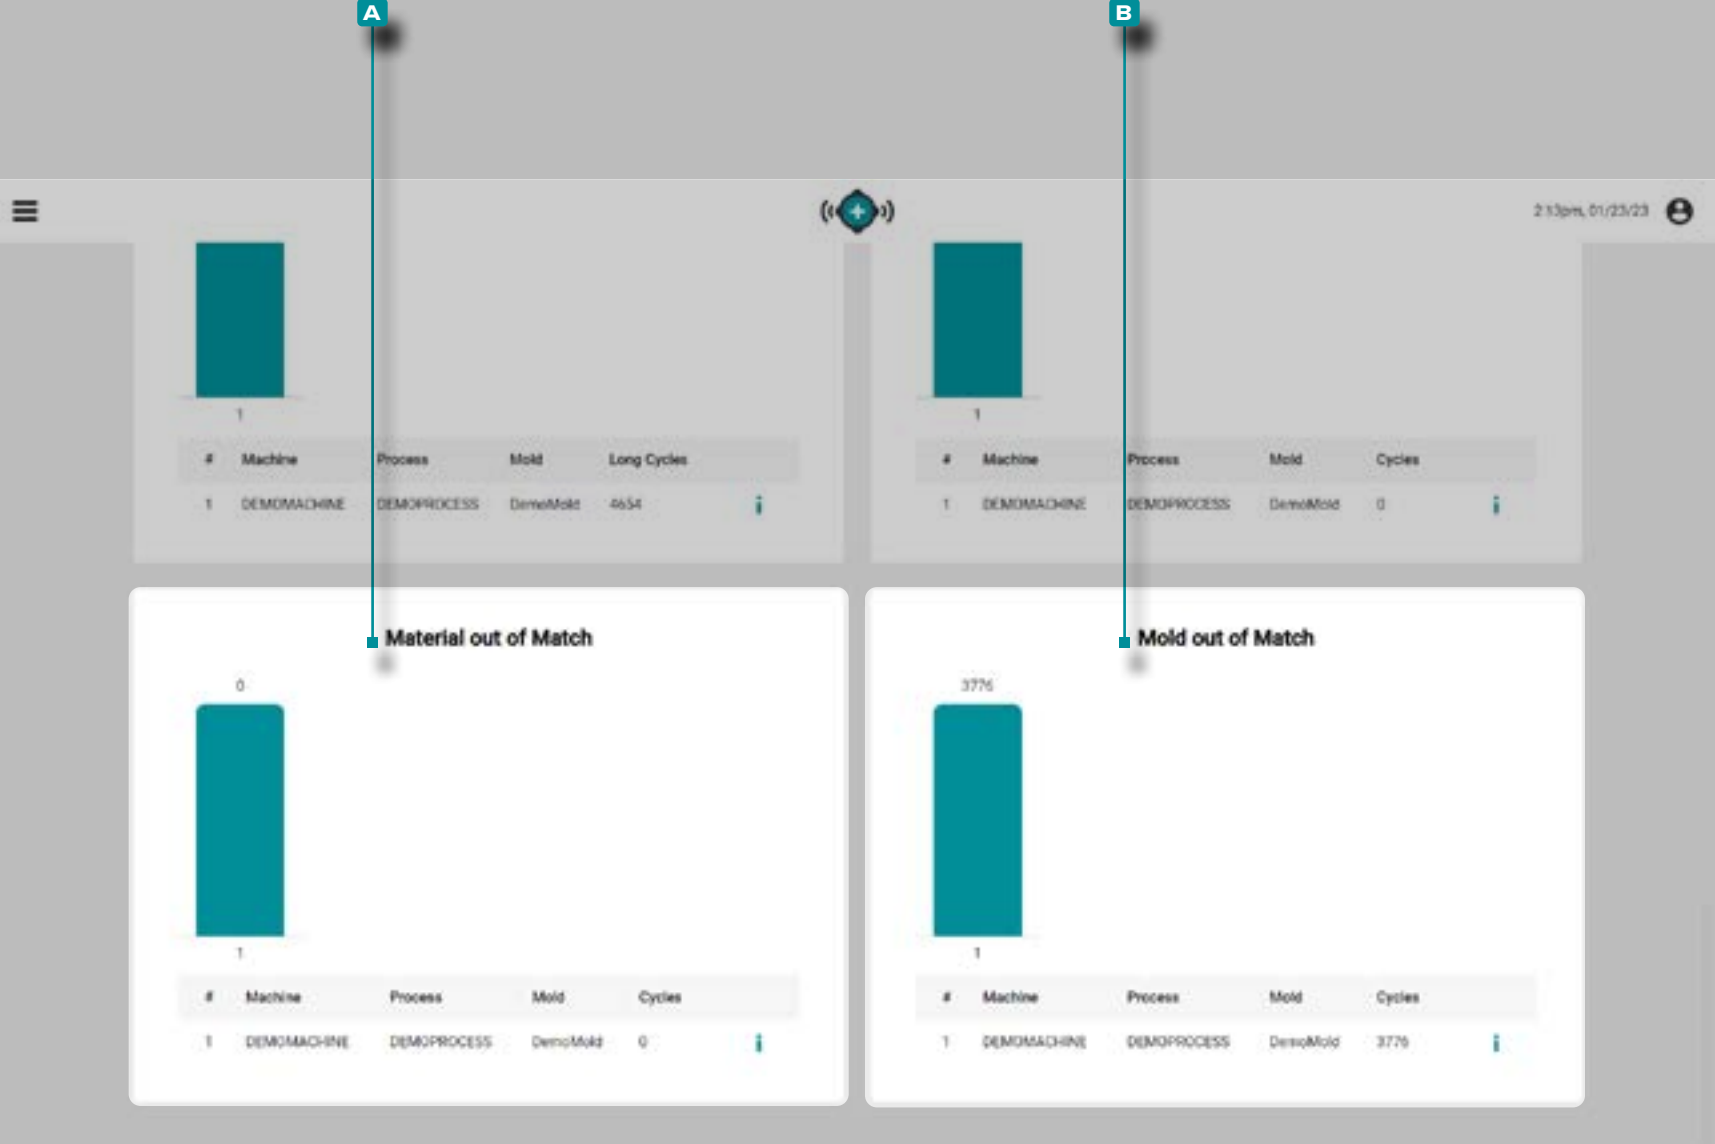 A B
2:13pm, 01/23/23
1 1
# Machine Process Mold Long Cycles
1 DEMOMACHINE DEMOPROCESS DemoMold 4654
# Machine Process Mold Cycles
1 DEMOMACHINE DEMOPROCESS DemoMold 0
Material out of Match
0
1
# Machine Process Mold Cycles
1 DEMOMACHINE DEMOPROCESS DemoMold 0
Mold out of Match
3776
1
# Machine Process Mold Cycles
1 DEMOMACHINE DEMOPROCESS DemoMold 3776